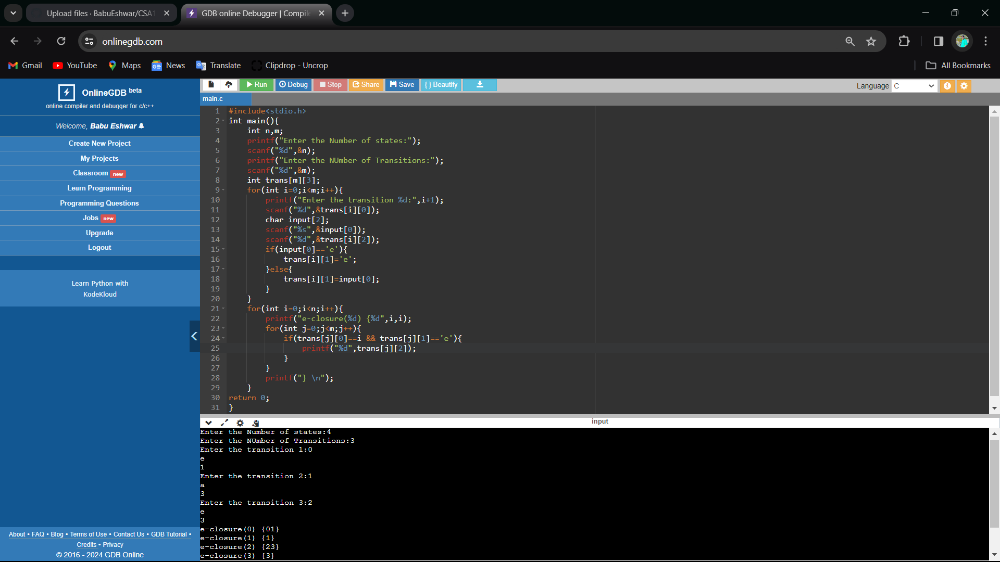 Upload files · BabuEshwar/CSA1
GDB online Debugger | Compile
onlinegdb.com
Gmail
YouTube
Maps
News
Translate
Clipdrop - Uncrop
All Bookmarks
OnlineGDB beta
online compiler and debugger for c/c++
Welcome, Babu Eshwar
Create New Project
My Projects
Classroom new
Learn Programming
Programming Questions
Jobs new
Upgrade
Logout
Learn Python with
KodeKloud
About • FAQ • Blog • Terms of Use • Contact Us • GDB Tutorial •
Credits • Privacy
© 2016 - 2024 GDB Online
Run Debug Stop Share Save { } Beautify
Language C
main.c
1 #include<stdio.h>
2 int main(){
3 int n,m;
4 printf("Enter the Number of states:");
5 scanf("%d",&n);
6 printf("Enter the NUmber of Transitions:");
7 scanf("%d",&m);
8 int trans[m][3];
9 for(int i=0;i<m;i++){
10 printf("Enter the transition %d:",i+1);
11 scanf("%d",&trans[i][0]);
12 char input[2];
13 scanf("%s",&input[0]);
14 scanf("%d",&trans[i][2]);
15 if(input[0]=='e'){
16 trans[i][1]='e';
17 }else{
18 trans[i][1]=input[0];
19 }
20 }
21 for(int i=0;i<n;i++){
22 printf("e-closure(%d) {%d",i,i);
23 for(int j=0;j<m;j++){
24 if(trans[j][0]==i && trans[j][1]=='e'){
25 printf("%d",trans[j][2]);
26 }
27 }
28 printf("} \n");
29 }
30 return 0;
31 }
input
Enter the Number of states:4
Enter the NUmber of Transitions:3
Enter the transition 1:0
e
1
Enter the transition 2:1
a
3
Enter the transition 3:2
e
3
e-closure(0) {01}
e-closure(1) {1}
e-closure(2) {23}
e-closure(3) {3}